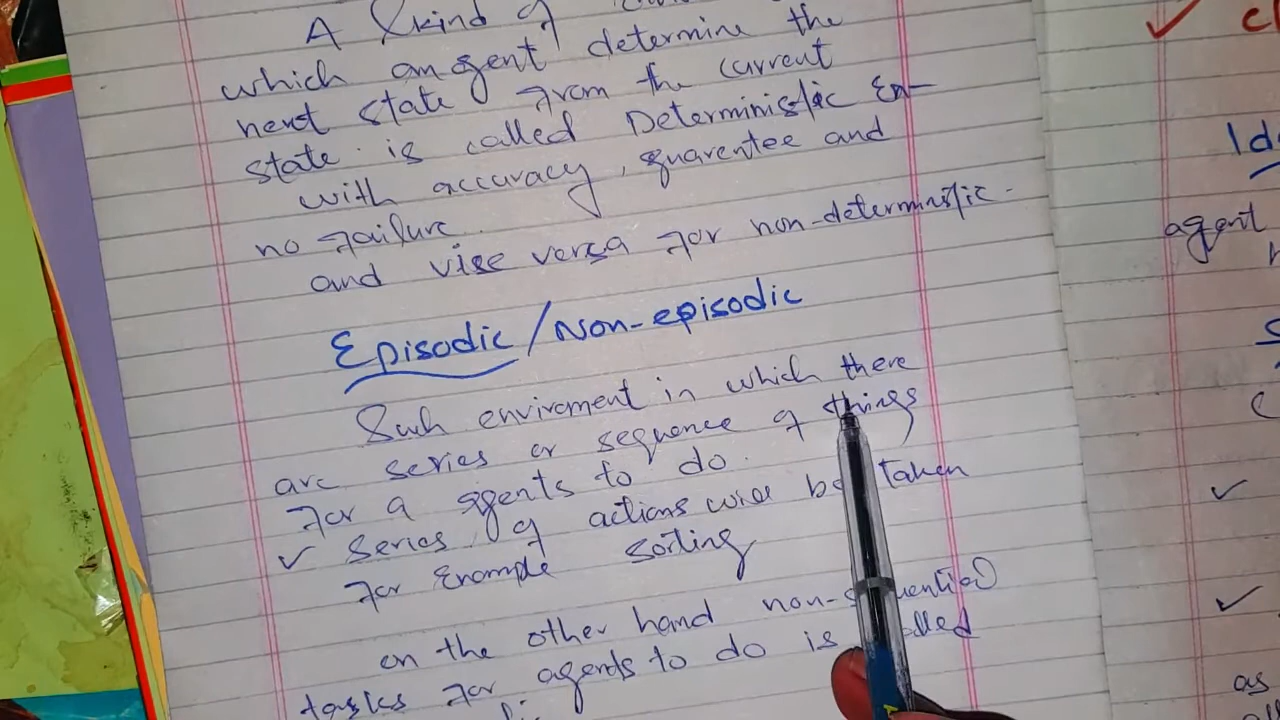 A kind of
which an agent determine the
next state from the current
state is called Deterministic En-
with accuracy, guarentee and
no failure
and vise versa for non-deterministic.
Episodic / Non-episodic
Such enviroment in which there
are series or sequence of things
for a agents to do.
✓ series of actions will be taken
for Example sorting
on the other hand non-sequential
tasks for agents to do is called
Id
agent
✓
✓
as